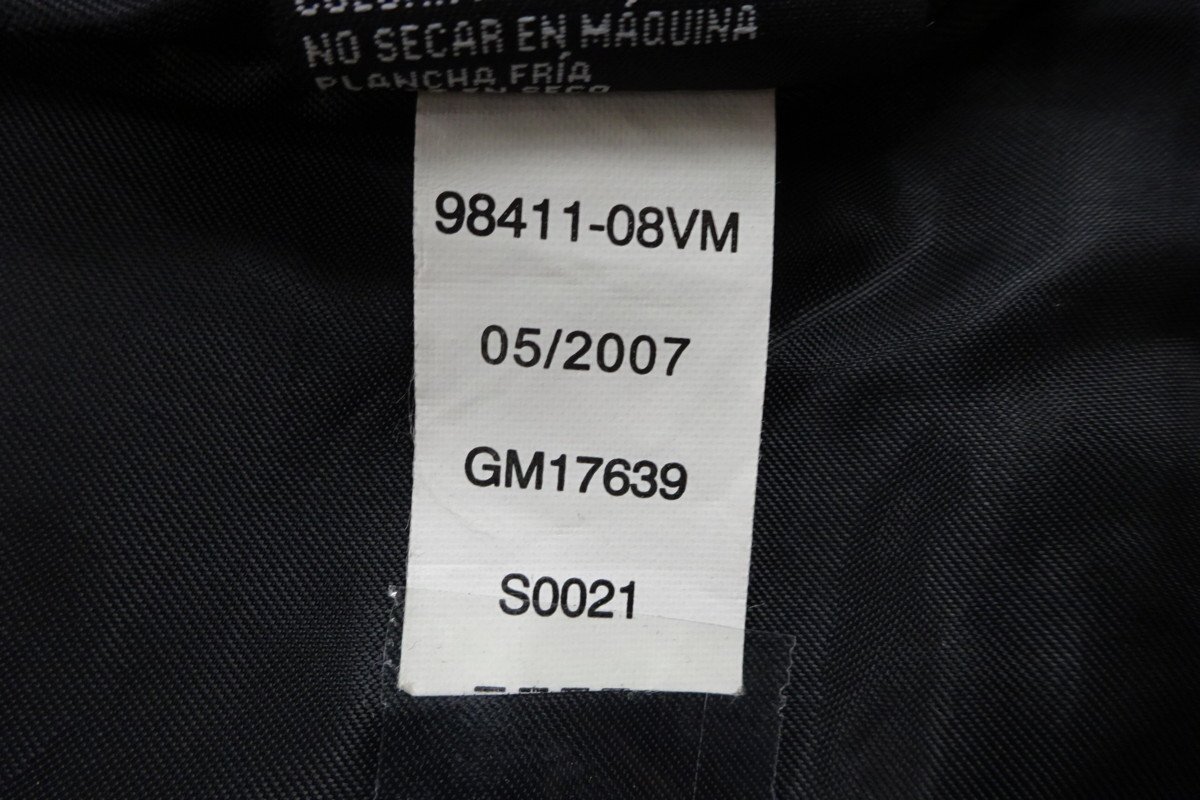 NO SECAR EN MÁQUINA
PLANCHA FRÍA
98411-08VM
05/2007
GM17639
S0021